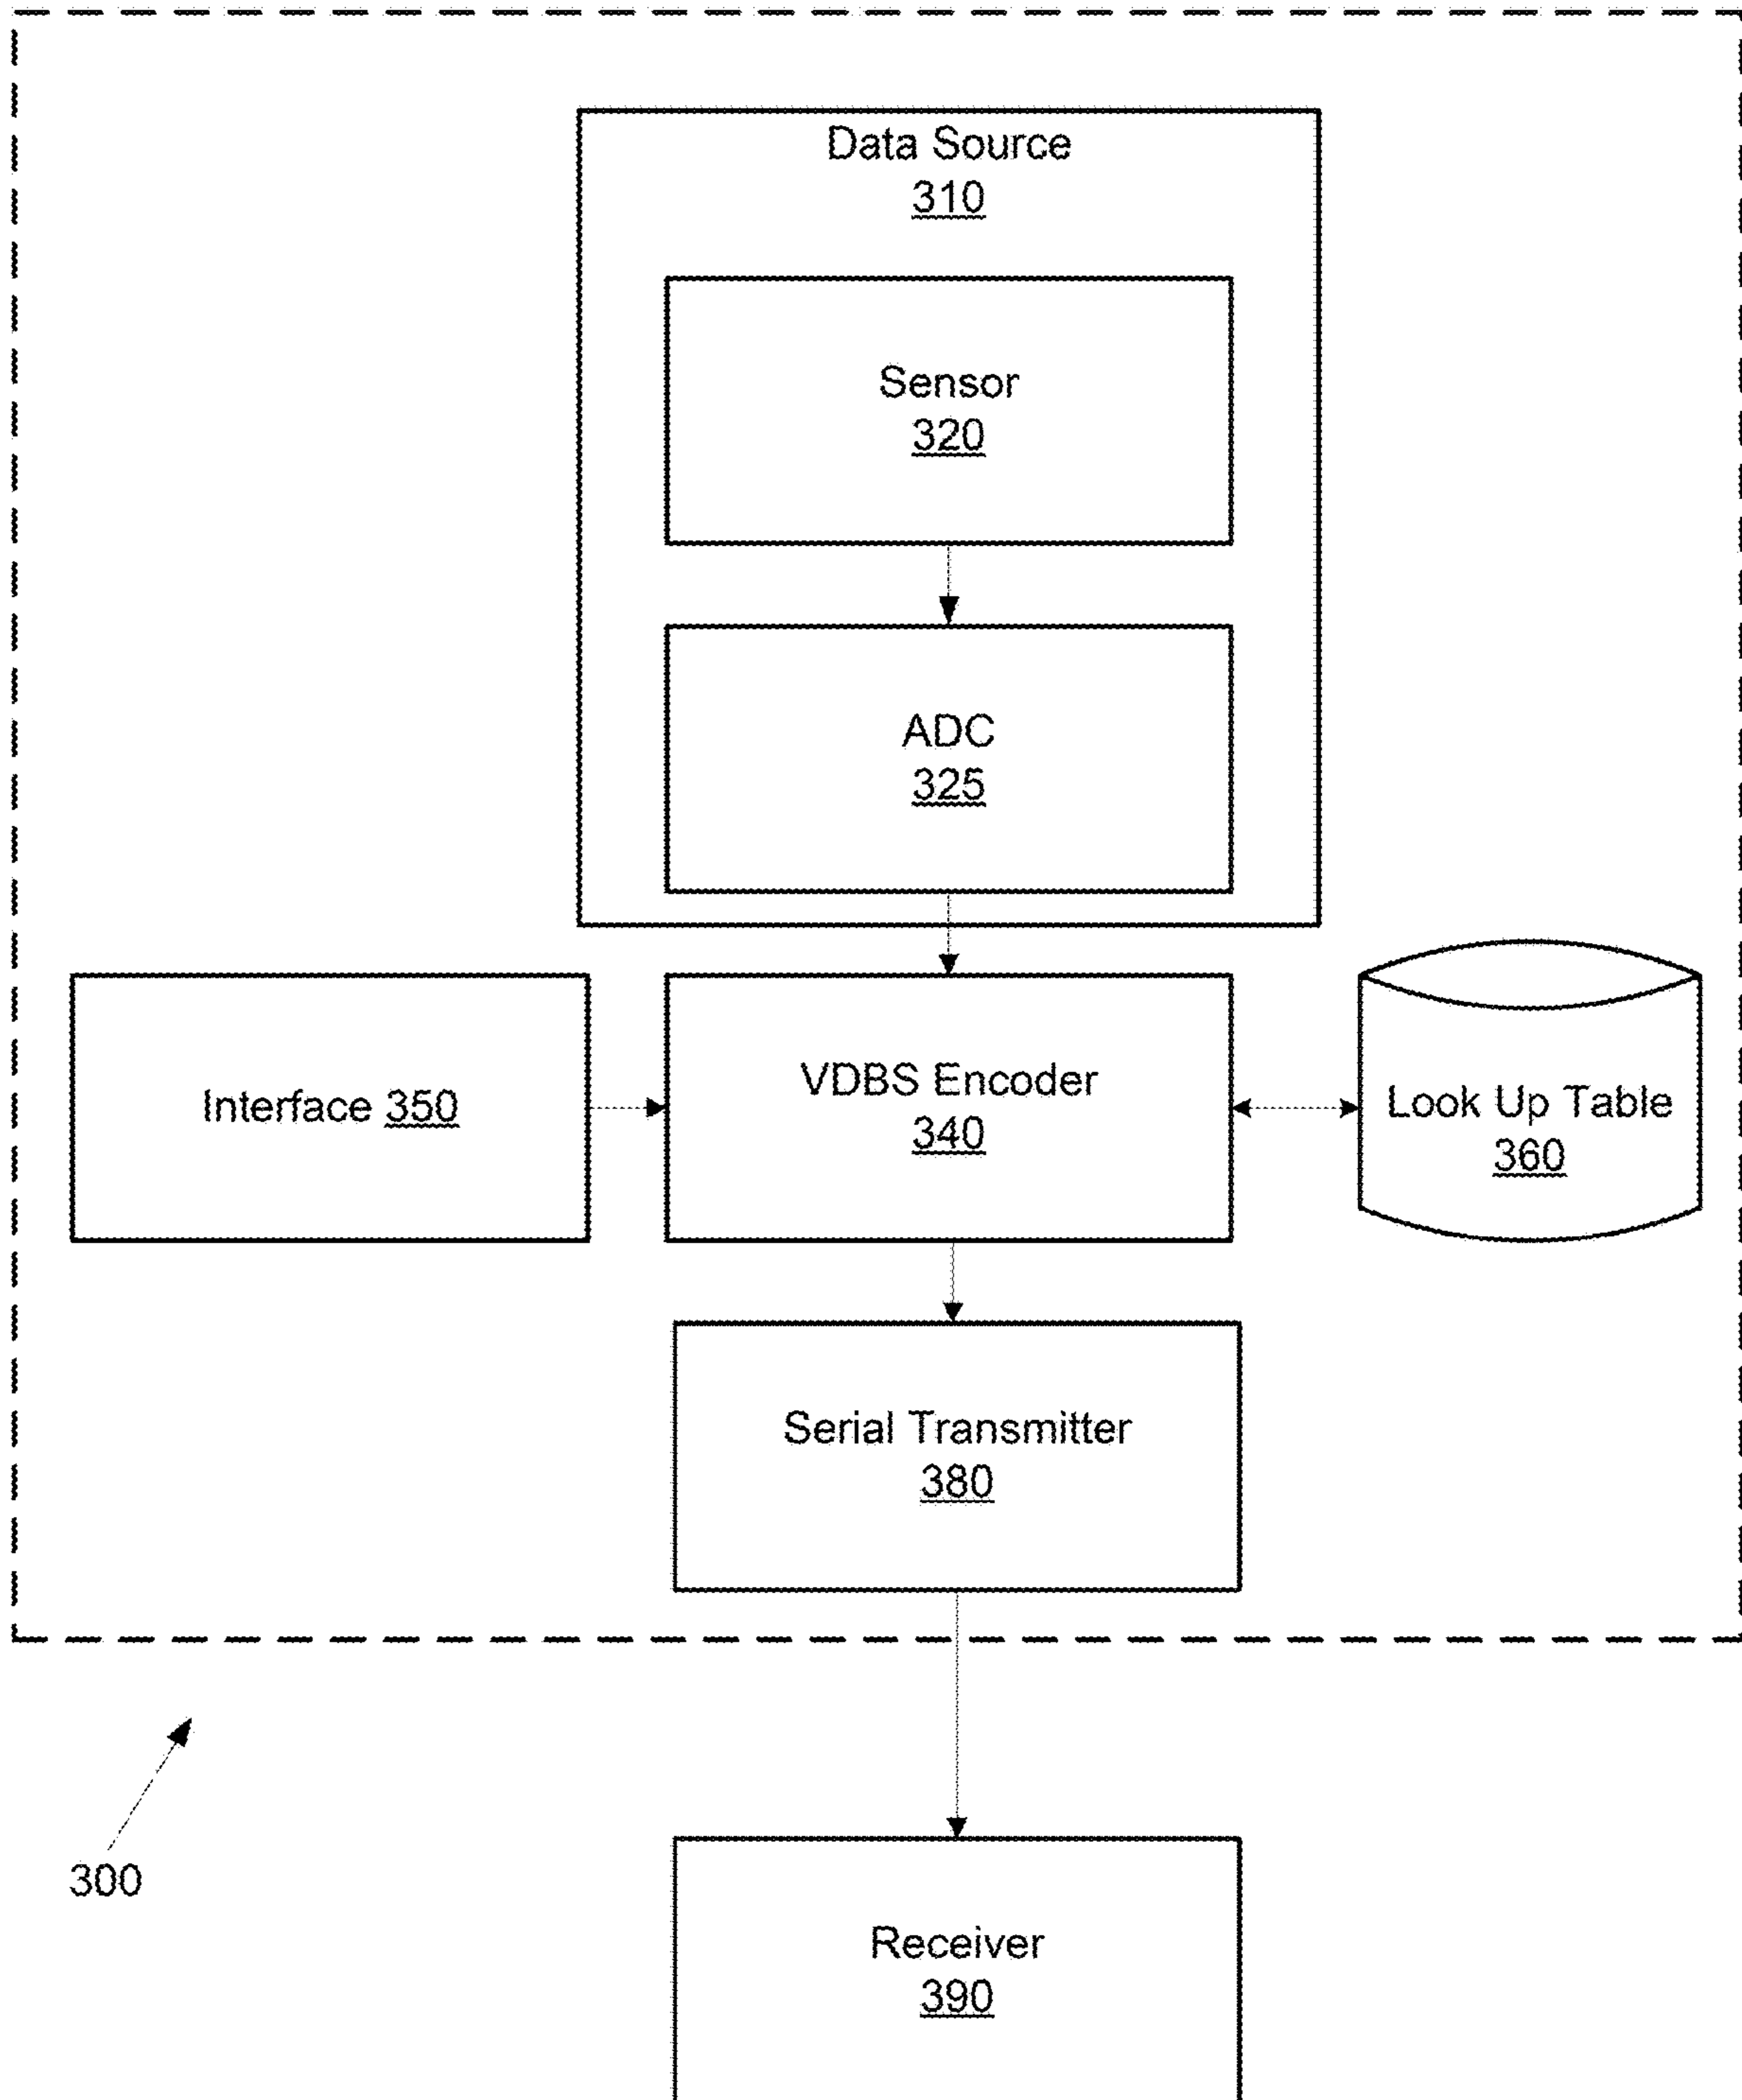 Data Source
310
Sensor
320
ADC
325
Interface 350
VDBS Encoder
340
Look Up Table
360
Serial Transmitter
380
300
Receiver
390